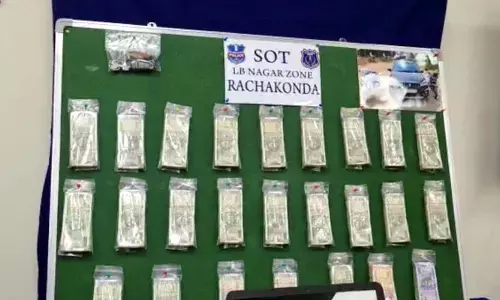 SOT
LB NAGAR ZONE
RACHAKONDA